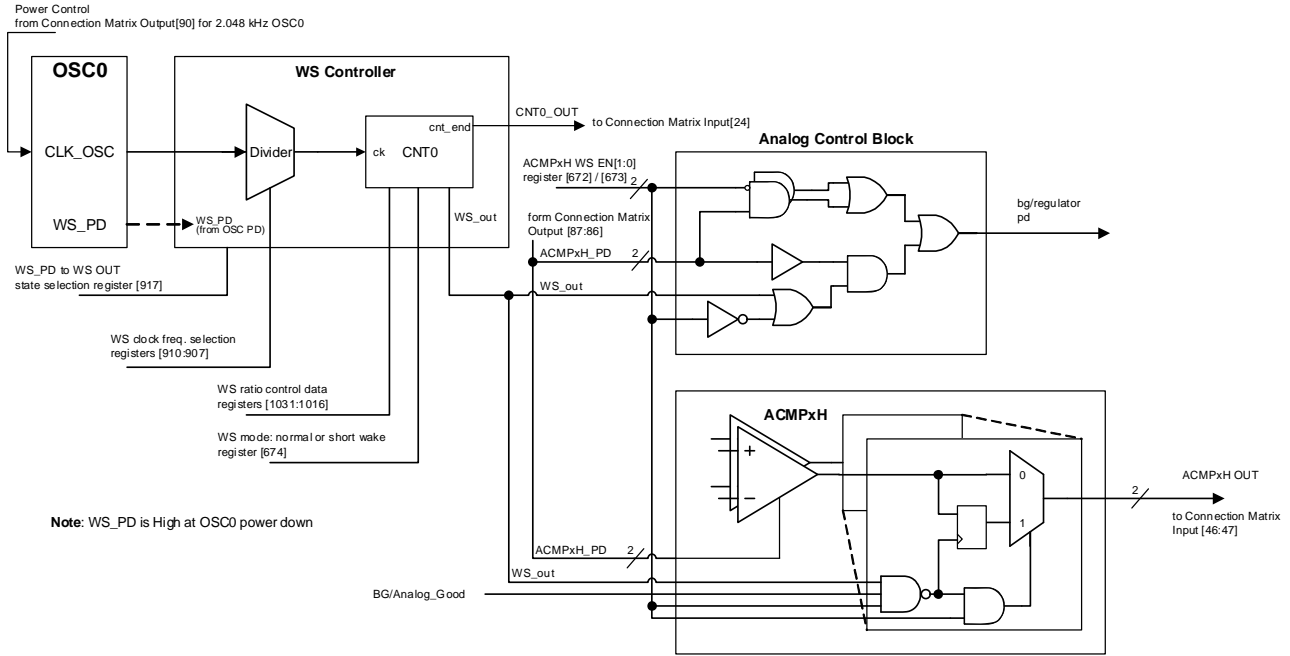 Power Control
from Connection Matrix Output[90] for 2.048 kHz OSC0
OSC0
CLK_OSC
WS_PD
WS Controller
Divider
cnt_end
ck
CNT0
WS_out
WS_PD
(from OSC PD)
CNT0_OUT
to Connection Matrix Input[24]
WS_PD to WS OUT
state selection register [917]
WS clock freq. selection
registers [910:907]
WS ratio control data
registers [1031:1016]
WS mode: normal or short wake
register [674]
Note: WS_PD is High at OSC0 power down
Analog Control Block
ACMPxH WS EN[1:0]
register [672] / [673]
2
form Connection Matrix
Output [87:86]
ACMPxH_PD
2
WS_out
bg/regulator
pd
ACMPxH
+
−
0
1
2
ACMPxH OUT
to Connection Matrix
Input [46:47]
ACMPxH_PD
2
WS_out
BG/Analog_Good